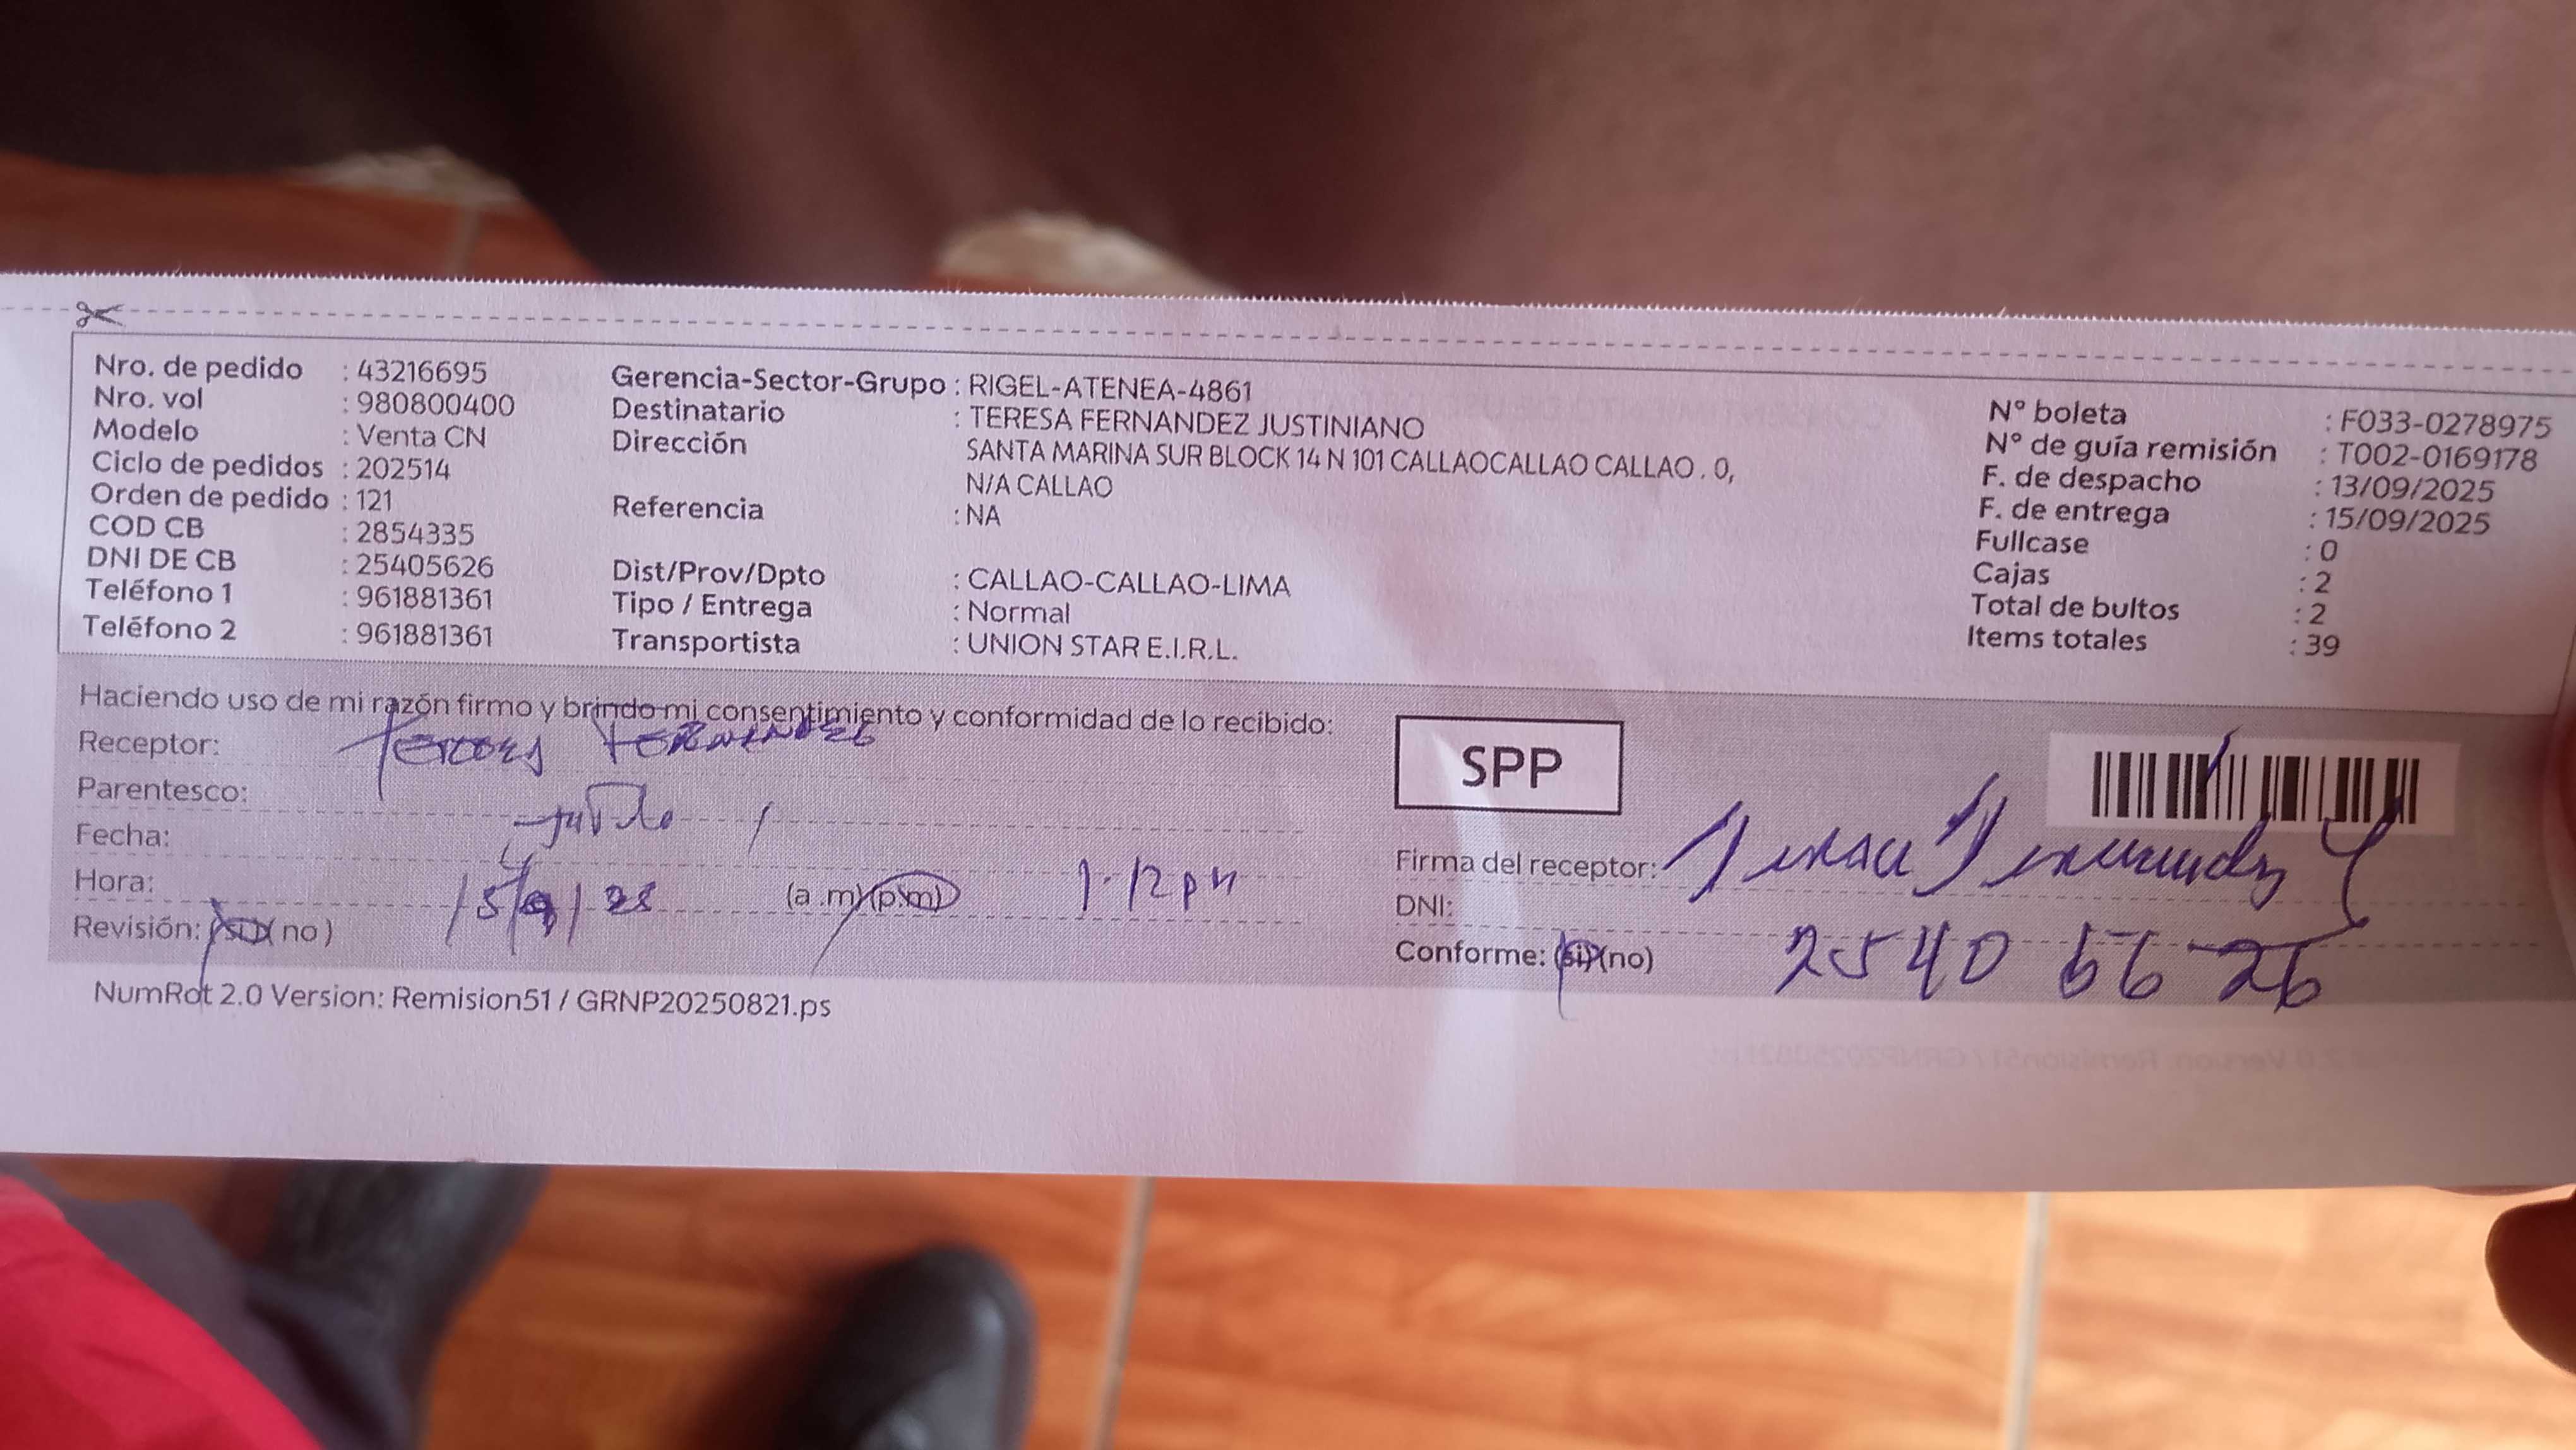 Nro. de pedido : 43216695
Nro. vol : 980800400
Modelo : Venta CN
Ciclo de pedidos : 202514
Orden de pedido : 121
COD CB : 2854335
DNI DE CB : 25405626
Teléfono 1 : 961881361
Teléfono 2 : 961881361
Gerencia-Sector-Grupo : RIGEL-ATENEA-4861
Destinatario : TERESA FERNANDEZ JUSTINIANO
Dirección SANTA MARINA SUR BLOCK 14 N 101 CALLAOCALLAO CALLAO . 0,
N/A CALLAO
Referencia : NA
Dist/Prov/Dpto : CALLAO-CALLAO-LIMA
Tipo / Entrega : Normal
Transportista : UNION STAR E.I.R.L.
N° boleta : F033-0278975
N° de guía remisión : T002-0169178
F. de despacho : 13/09/2025
F. de entrega : 15/09/2025
Fullcase : 0
Cajas : 2
Total de bultos : 2
Items totales : 39
Haciendo uso de mi razón firmo y brindo mi consentimiento y conformidad de lo recibido:
Receptor: Fernandez
Parentesco:
Fecha:
Hora: 15/9/25 (a .m) (p.m) 1.12 pm
Revisión: (si) (no)
SPP
Firma del receptor: Teresa Fernandez
DNI:
Conforme: (si) (no) 2540 56 26
NumRot 2.0 Version: Remision51 / GRNP20250821.ps